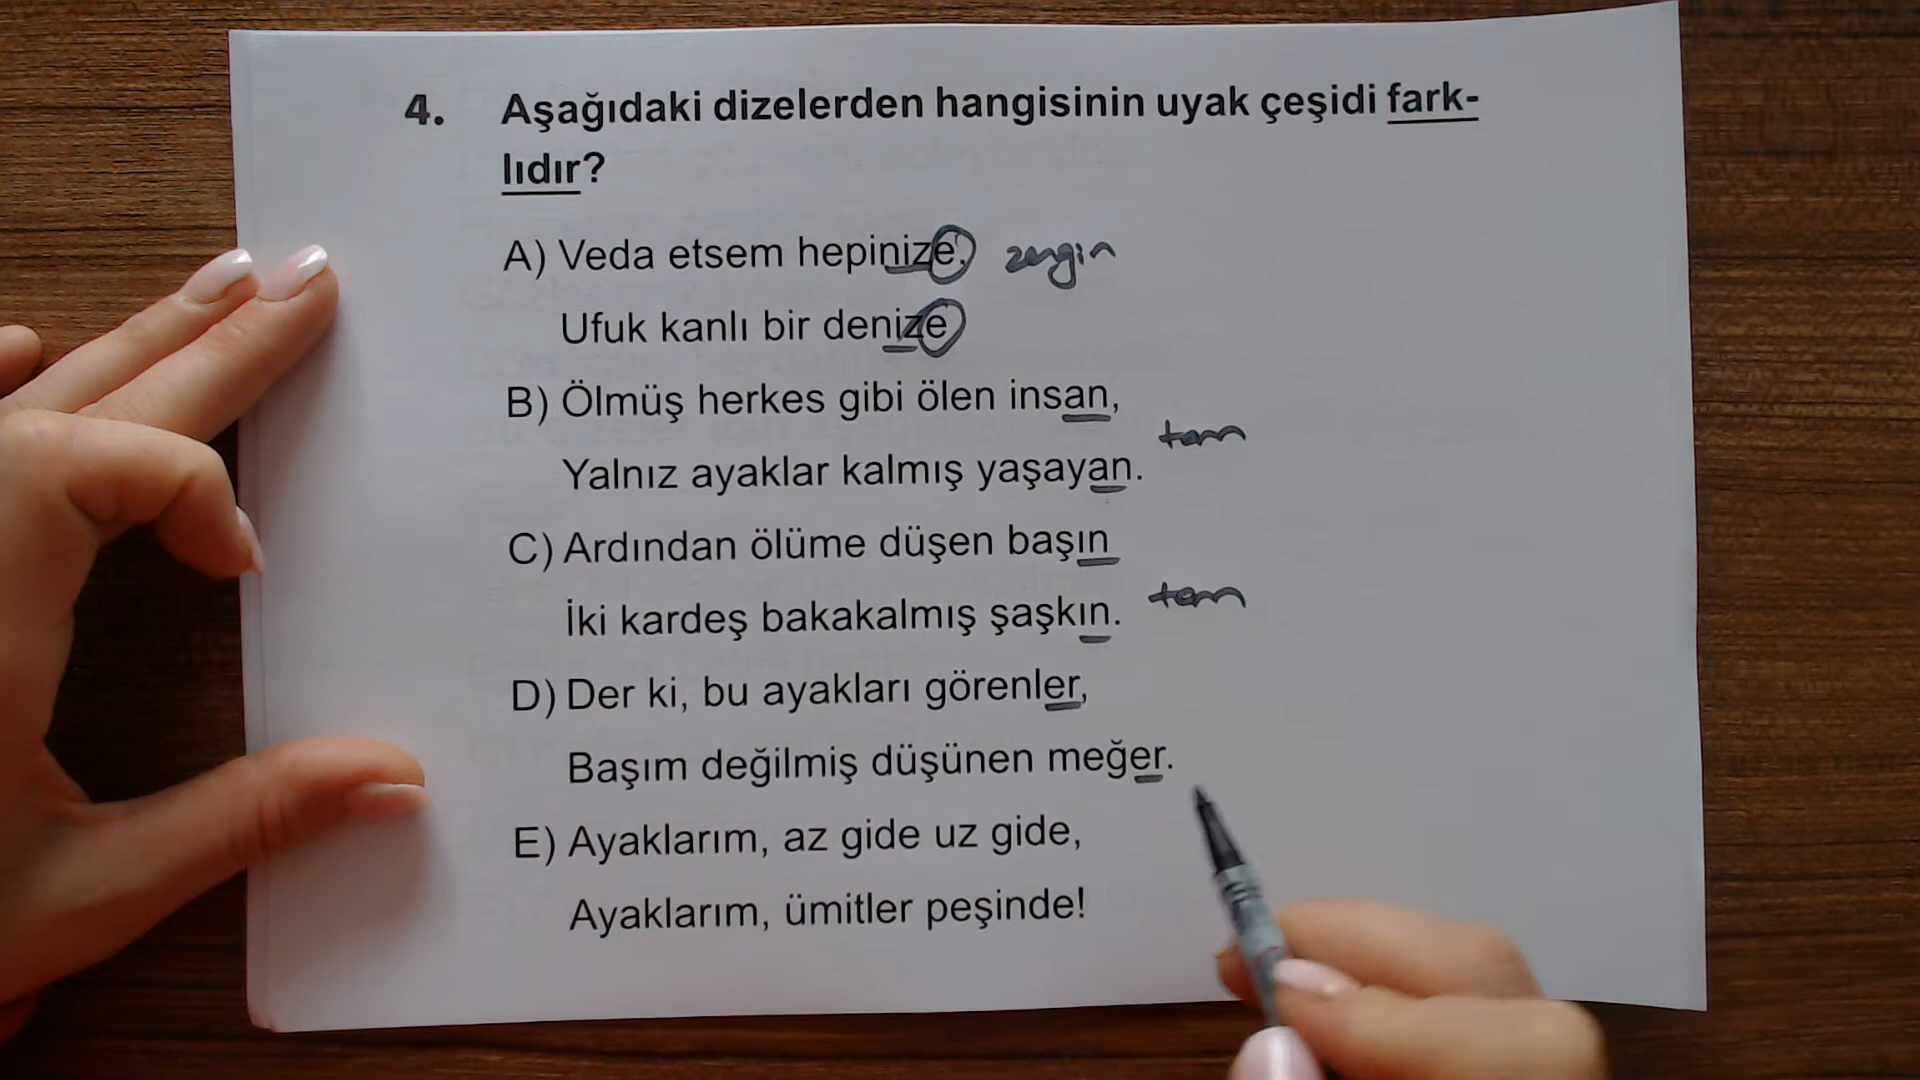 4. Aşağıdaki dizelerden hangisinin uyak çeşidi fark-
lıdır?
A) Veda etsem hepinize. zengin
Ufuk kanlı bir denize
B) Ölmüş herkes gibi ölen insan,
tam
Yalnız ayaklar kalmış yaşayan.
C) Ardından ölüme düşen başın
tam
İki kardeş bakakalmış şaşkın.
D) Der ki, bu ayakları görenler,
Başım değilmiş düşünen meğer.
E) Ayaklarım, az gide uz gide,
Ayaklarım, ümitler peşinde!